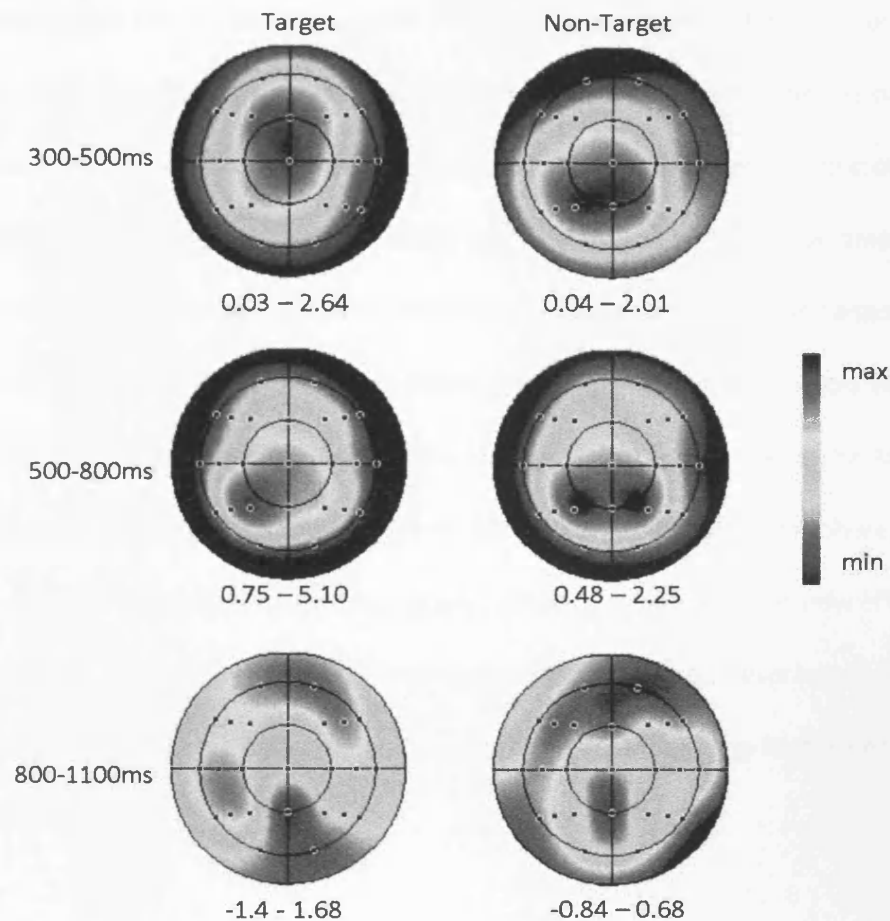 Target Non-Target
300-500ms
0.03 – 2.64 0.04 – 2.01
max
500-800ms
min
0.75 – 5.10 0.48 – 2.25
800-1100ms
-1.4 - 1.68 -0.84 – 0.68